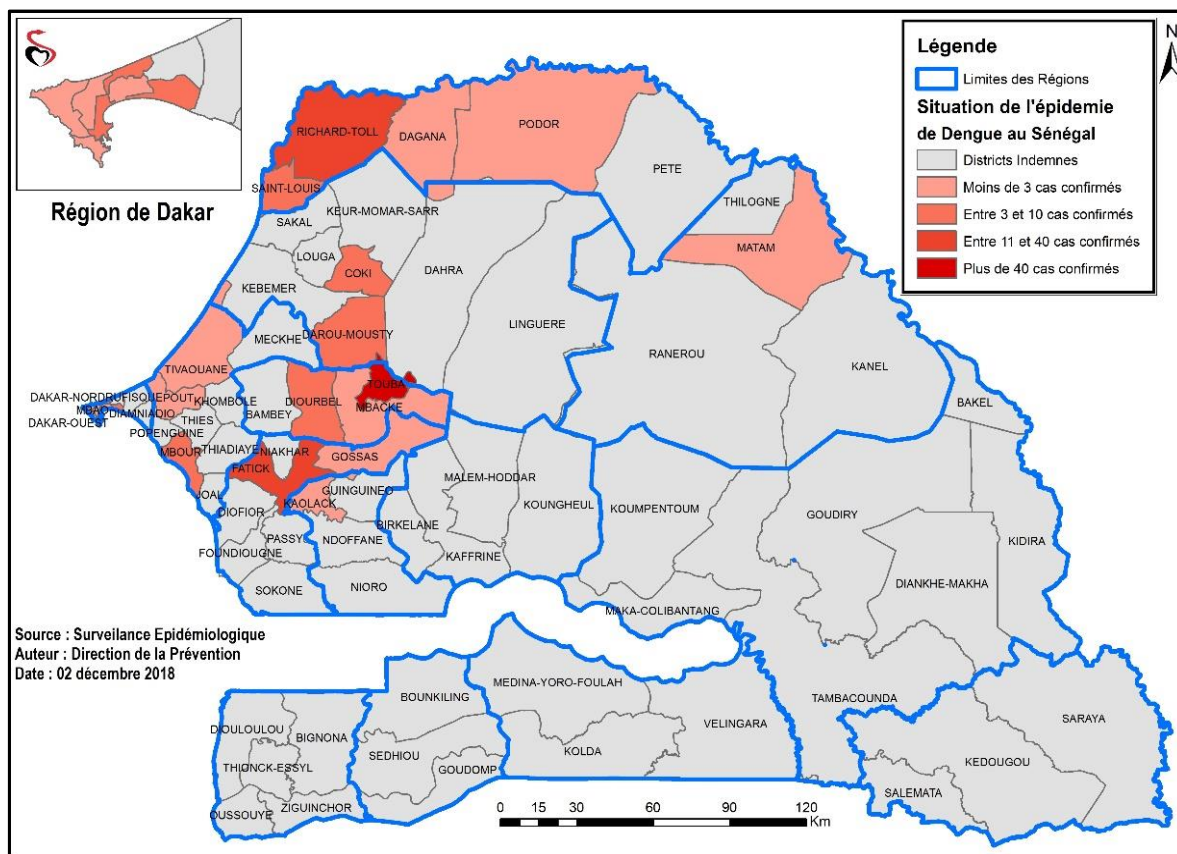 N
Légende
Limites des Régions
Situation de l'épidemie
de Dengue au Sénégal
Districts Indemnes
Moins de 3 cas confirmés
Entre 3 et 10 cas confirmés
Entre 11 et 40 cas confirmés
Plus de 40 cas confirmés
Région de Dakar
RICHARD-TOLL
DAGANA
PODOR
PETE
SAINT-LOUIS
THILOGNE
KEUR-MOMAR-SARR
SAKAL
MATAM
LOUGA
COKI
DAHRA
KEBEMER
LINGUERE
MECKHE
DAROU-MOUSTY
RANEROU
KANEL
TIVAOUANE
TOUBA
DAKAR-NORD
RUFISQUE
POUT
KHOMBOLE
DIOURBEL
MBACKE
BAKEL
MBAO
DIAMNIADIO
BAMBEY
DAKAR-OUEST
THIES
POPENGUINE
MBOUR
THIADIAYE
NIAKHAR
GOSSAS
FATICK
JOAL
KAOLACK
GUINGUINEO
MALEM-HODDAR
KOUNGHEUL
KOUMPENTOUM
GOUDIRY
DIOFIOR
BIRKELANE
KIDIRA
FOUNDIOUGNE
PASSY
NDOFFANE
KAFFRINE
DIANKHE-MAKHA
SOKONE
NIORO
MAKA-COLIBANTANG
Source : Surveilance Epidémiologique
Auteur : Direction de la Prévention
Date : 02 décembre 2018
MEDINA-YORO-FOULAH
BOUNKILING
TAMBACOUNDA
VELINGARA
SARAYA
DIOULOULOU
BIGNONA
SEDHIOU
KOLDA
THIONCK-ESSYL
GOUDOMP
KEDOUGOU
SALEMATA
OUSSOUYE
ZIGUINCHOR
0 15 30 60 90 120
Km